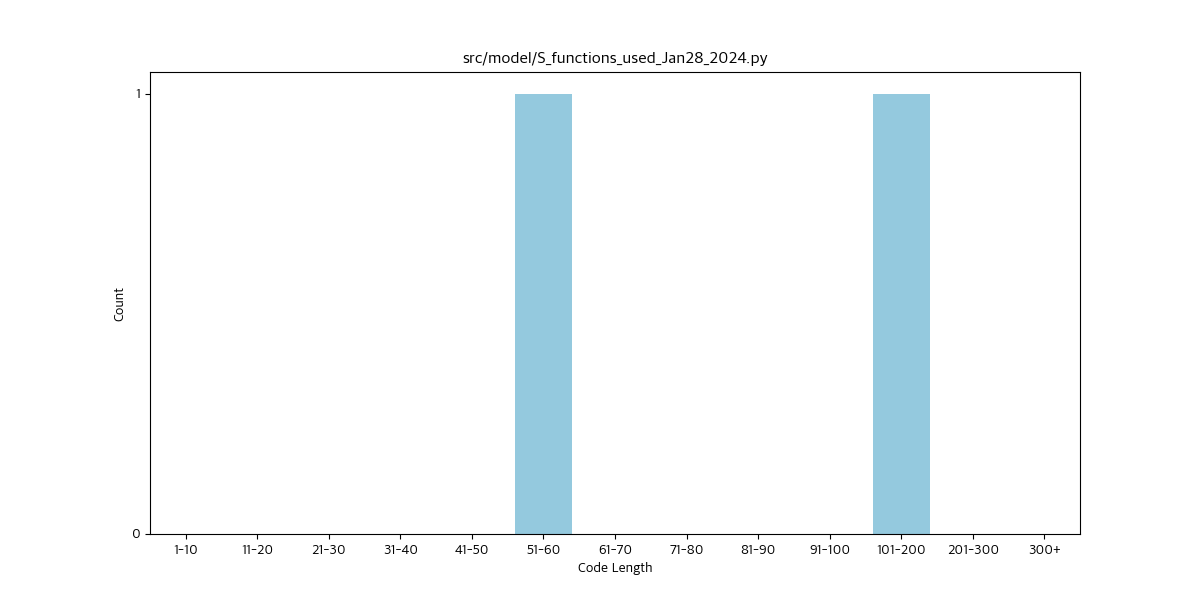 src/model/S_functions_used_Jan28_2024.py
1
Count
0
1-10 11-20 21-30 31-40 41-50 51-60 61-70 71-80 81-90 91-100 101-200 201-300 300+
Code Length